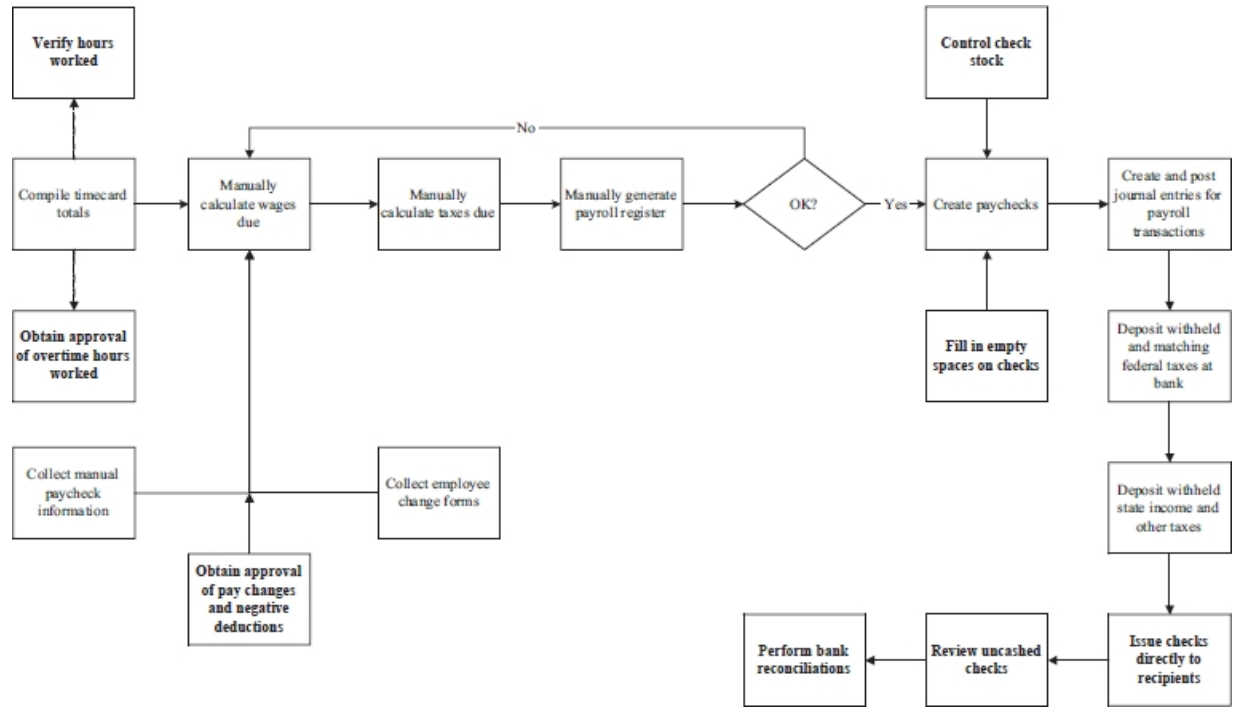 Verify hours
worked
Control check
stock
No
Compile timecard
totals
Manually
calculate wages
due
Manually
calculate taxes due
Manually generate
payroll register
OK?
Yes
Create paychecks
Create and post
journal entries for
payroll
transactions
Obtain approval
of overtime hours
worked
Fill in empty
spaces on checks
Deposit withheld
and matching
federal taxes at
bank
Collect manual
paycheck
information
Collect employee
change forms
Deposit withheld
state income and
other taxes
Obtain approval
of pay changes
and negative
deductions
Perform bank
reconciliations
Review uncashed
checks
Issue checks
directly to
recipients